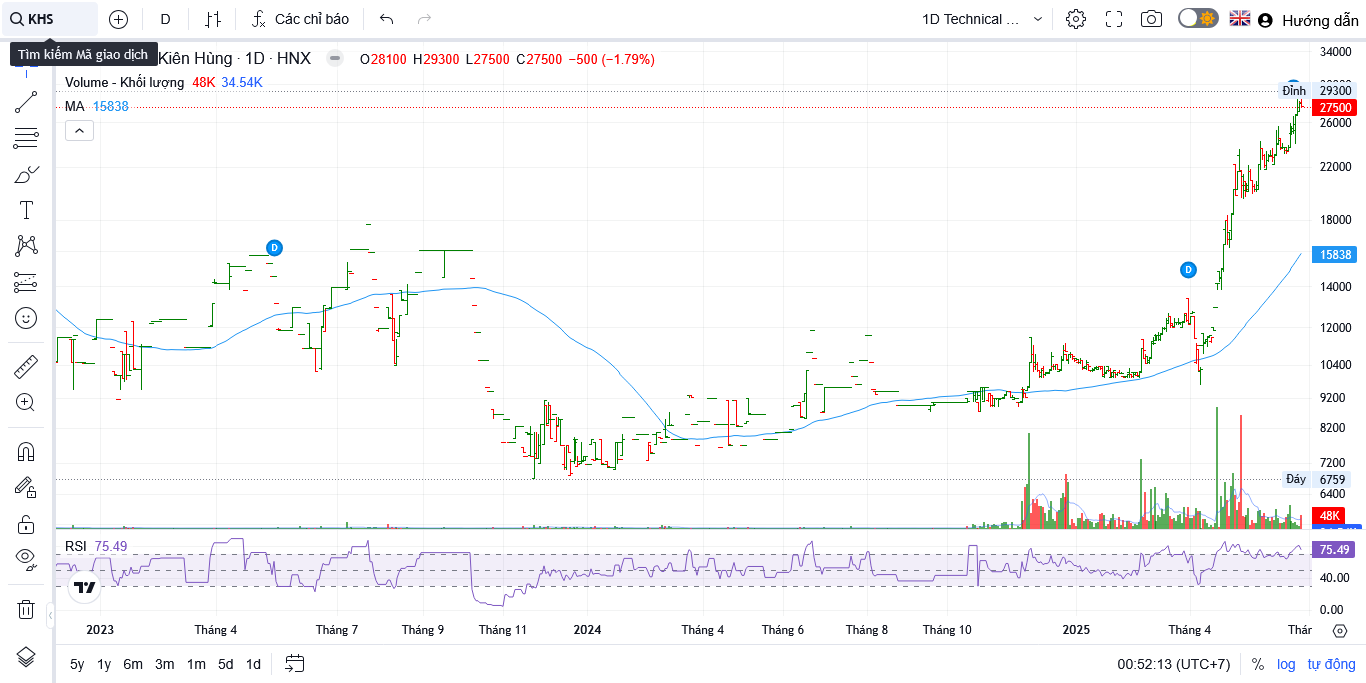 KHS
D
Các chỉ báo
1D Technical ...
Hướng dẫn
Tìm kiếm Mã giao dịch
Kiên Hùng · 1D · HNX
O28100 H29300 L27500 C27500 −500 (−1.79%)
Volume - Khối lượng 48K 34.54K
MA 15838
34000
Đỉnh 29300
27500
26000
22000
18000
D
15838
D
14000
12000
10400
9200
8200
7200
Đáy 6759
6400
48K
RSI 75.49
75.49
40.00
0.00
2023 Tháng 4 Tháng 7 Tháng 9 Tháng 11 2024 Tháng 4 Tháng 6 Tháng 8 Tháng 10 2025 Tháng 4 Thár
5y 1y 6m 3m 1m 5d 1d
00:52:13 (UTC+7) % log tự động